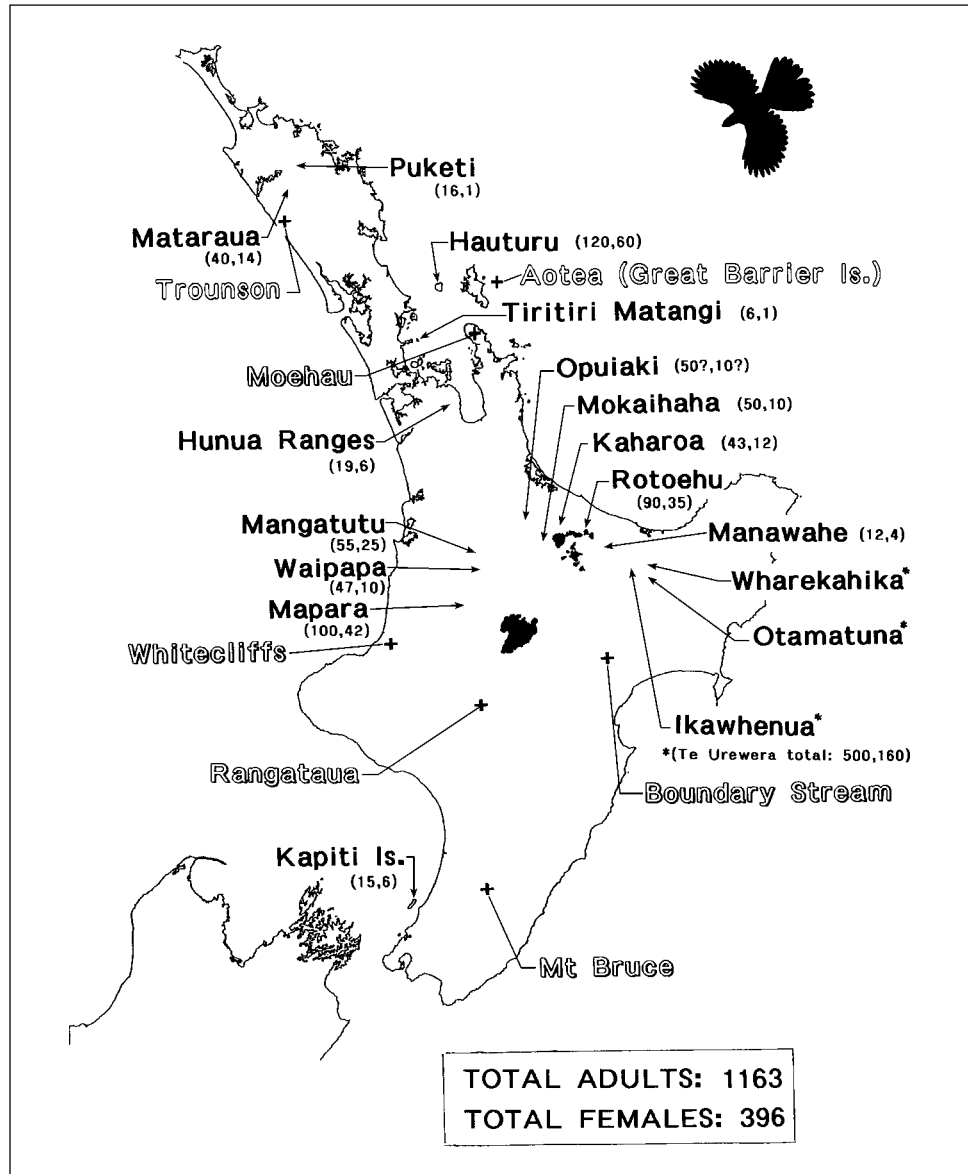 Puketi
(16,1)
Mataraua
(40,14)
Trounson
Hauturu (120,60)
Aotea (Great Barrier Is.)
Tiritiri Matangi (6,1)
Moehau
Opuiaki (50?,10?)
Mokaihaha (50,10)
Hunua Ranges
(19,6)
Kaharoa (43,12)
Rotoehu
(90,35)
Mangatutu
(55,25)
Manawahe (12,4)
Waipapa
(47,10)
Wharekahika*
Mapara
(100,42)
Otamatuna*
Whitecliffs
Ikawhenua*
*(Te Urewera total: 500,160)
Rangataua
Boundary Stream
Kapiti Is.
(15,6)
Mt Bruce
TOTAL ADULTS: 1163
TOTAL FEMALES: 396